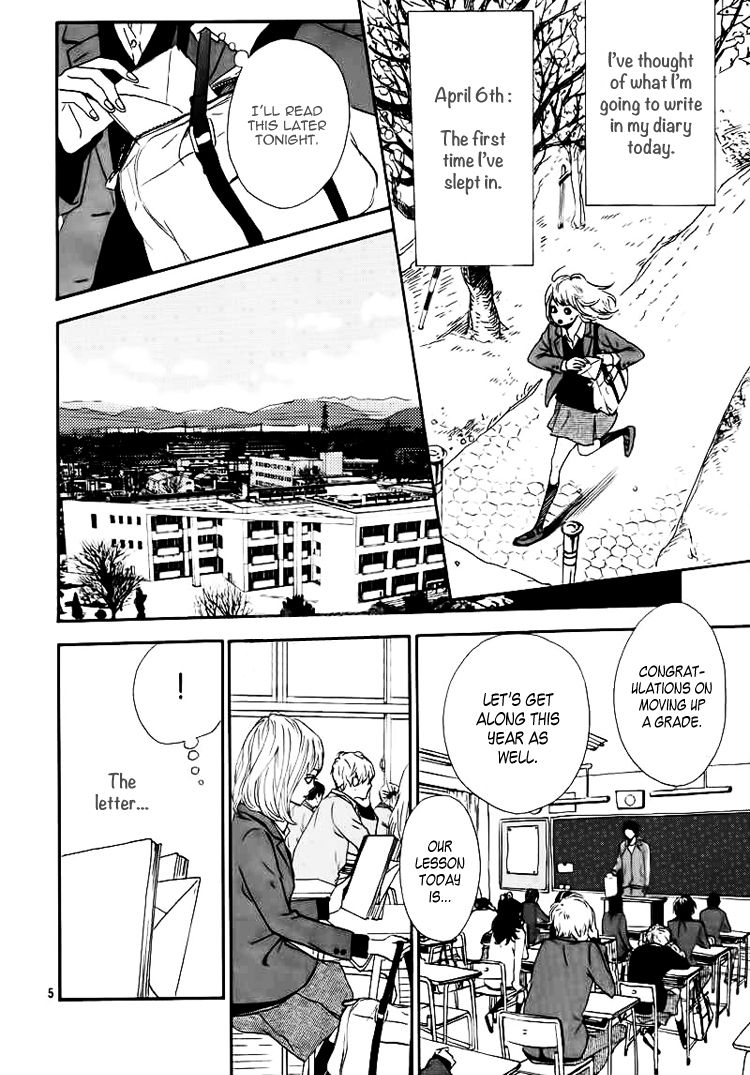 I've thought
of what I'm
going to write
in my diary
today.
April 6th :
The first
time I've
slept in.
I'LL READ
THIS LATER
TONIGHT.
CONGRAT-
ULATIONS ON
MOVING UP
A GRADE.
LET'S GET
ALONG THIS
YEAR AS
WELL.
OUR
LESSON
TODAY
IS...
!
The
letter...
5